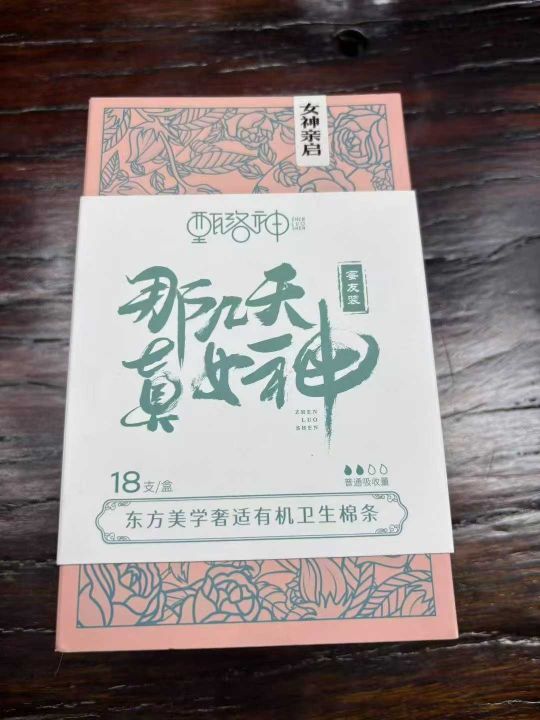 女神亲启
甄洛神
ZHEN
LUO
SHEN
那几天
真女神
蜜友装
ZHEN
LUO
SHEN
18支/盒
普通吸收量
东方美学奢适有机卫生棉条